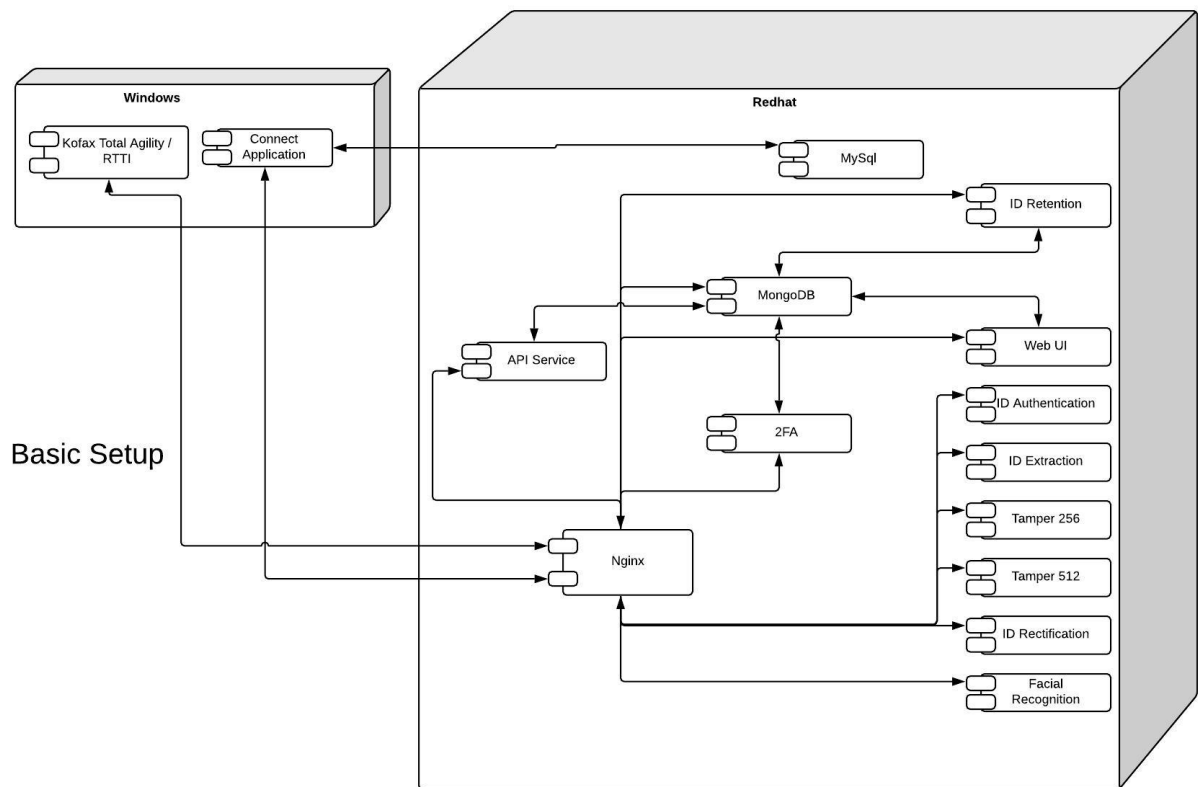 Windows
Redhat
Kofax Total Agility /
RTTI
Connect
Application
MySql
ID Retention
MongoDB
Web UI
API Service
ID Authentication
2FA
Basic Setup
ID Extraction
Tamper 256
Nginx
Tamper 512
ID Rectification
Facial
Recognition